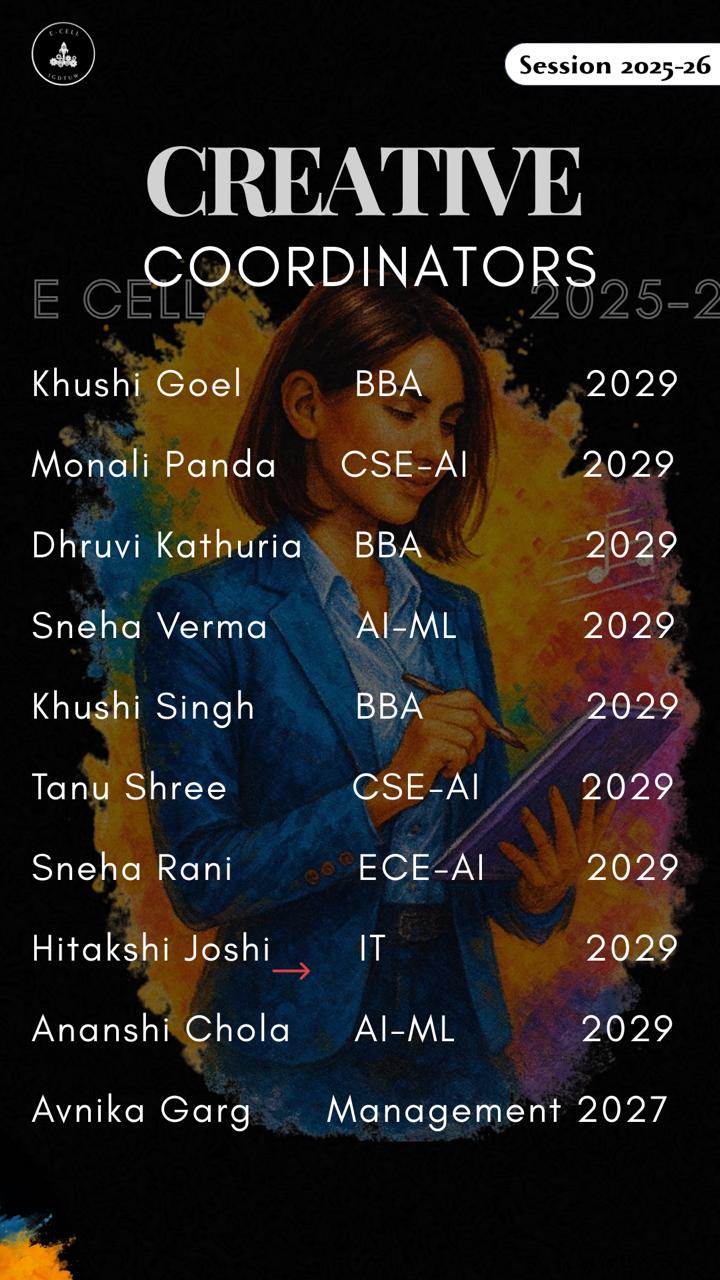 E-CELL
IGDTUW
Session 2025-26
CREATIVE
COORDINATORS
E CELL 2025-2
Khushi Goel BBA 2029
Monali Panda CSE-AI 2029
Dhruvi Kathuria BBA 2029
Sneha Verma AI-ML 2029
Khushi Singh BBA 2029
Tanu Shree CSE-AI 2029
Sneha Rani ECE-AI 2029
Hitakshi Joshi IT 2029
Ananshi Chola AI-ML 2029
Avnika Garg Management 2027